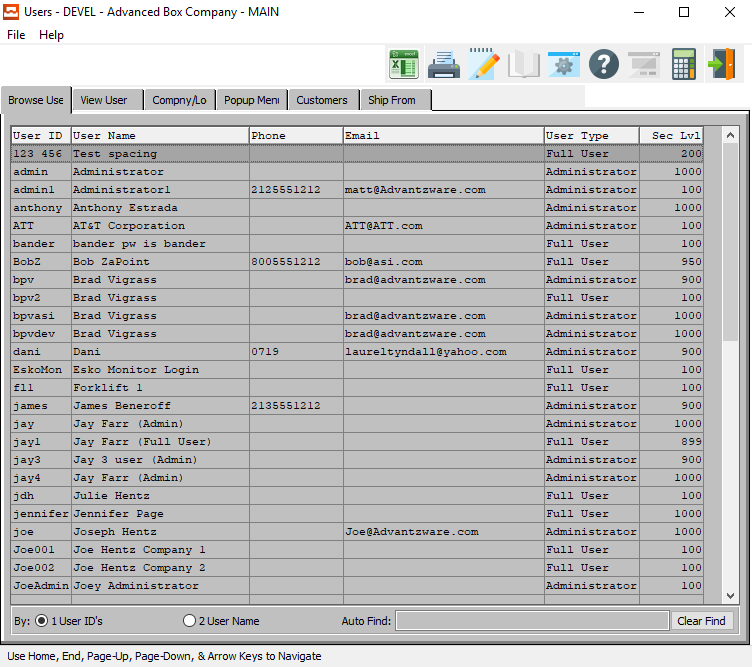 Users - DEVEL - Advanced Box Company - MAIN
File Help
Browse Use View User Compny/Lo Popup Menu Customers Ship From
User ID User Name Phone Email User Type Sec Lvl
123 456 Test spacing Full User 200
admin Administrator Administrator 1000
admin1 Administrator1 2125551212 matt@Advantzware.com Administrator 100
anthony Anthony Estrada Administrator 1000
ATT AT&T Corporation ATT@ATT.com Administrator 100
bander bander pw is bander Full User 100
BobZ Bob ZaPoint 8005551212 bob@asi.com Full User 950
bpv Brad Vigrass brad@advantzware.com Administrator 900
bpv2 Brad Vigrass Full User 100
bpvasi Brad Vigrass brad@advantzware.com Administrator 1000
bpvdev Brad Vigrass brad@advantzware.com Administrator 1000
dani Dani 0719 laureltyndall@yahoo.com Administrator 900
EskoMon Esko Monitor Login Full User 100
fl1 Forklift 1 Full User 100
james James Beneroff 2135551212 Administrator 900
jay Jay Farr (Admin) Administrator 1000
jay1 Jay Farr (Full User) Full User 899
jay3 Jay 3 user (Admin) Administrator 900
jay4 Jay Farr (Admin) Administrator 1000
jdh Julie Hentz Full User 100
jennifer Jennifer Page Full User 1000
joe Joseph Hentz Joe@Advantzware.com Administrator 1000
Joe001 Joe Hentz Company 1 Full User 100
Joe002 Joe Hentz Company 2 Full User 100
JoeAdmin Joey Administrator Administrator 100
By: 1 User ID's 2 User Name Auto Find: Clear Find
Use Home, End, Page-Up, Page-Down, & Arrow Keys to Navigate